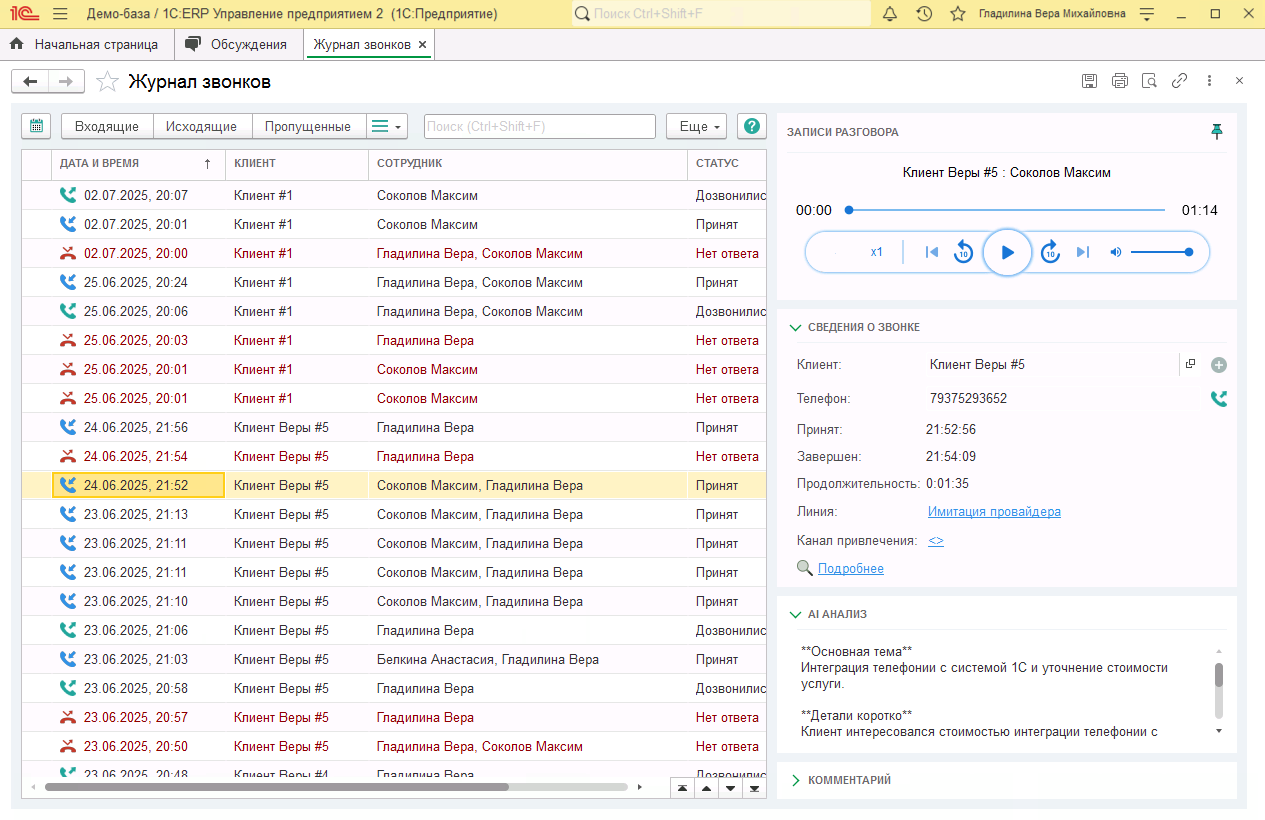 1С Демо-база / 1С:ERP Управление предприятием 2 (1С:Предприятие) Поиск Ctrl+Shift+F Гладилина Вера Михайловна
Начальная страница Обсуждения Журнал звонков
Журнал звонков
Входящие Исходящие Пропущенные Поиск (Ctrl+Shift+F) Еще ?
ДАТА И ВРЕМЯ ↑ КЛИЕНТ СОТРУДНИК СТАТУС
02.07.2025, 20:07 Клиент #1 Соколов Максим Дозвонилис
02.07.2025, 20:01 Клиент #1 Соколов Максим Принят
02.07.2025, 20:00 Клиент #1 Гладилина Вера, Соколов Максим Нет ответа
25.06.2025, 20:24 Клиент #1 Гладилина Вера, Соколов Максим Принят
25.06.2025, 20:06 Клиент #1 Гладилина Вера, Соколов Максим Дозвонилис
25.06.2025, 20:03 Клиент #1 Гладилина Вера Нет ответа
25.06.2025, 20:01 Клиент #1 Соколов Максим Нет ответа
25.06.2025, 20:01 Клиент #1 Соколов Максим Нет ответа
24.06.2025, 21:56 Клиент Веры #5 Гладилина Вера Принят
24.06.2025, 21:54 Клиент Веры #5 Гладилина Вера Нет ответа
24.06.2025, 21:52 Клиент Веры #5 Соколов Максим, Гладилина Вера Принят
23.06.2025, 21:13 Клиент Веры #5 Соколов Максим, Гладилина Вера Принят
23.06.2025, 21:11 Клиент Веры #5 Соколов Максим, Гладилина Вера Принят
23.06.2025, 21:11 Клиент Веры #5 Соколов Максим, Гладилина Вера Принят
23.06.2025, 21:10 Клиент Веры #5 Соколов Максим, Гладилина Вера Принят
23.06.2025, 21:06 Клиент Веры #5 Гладилина Вера Дозвонилис
23.06.2025, 21:03 Клиент Веры #5 Белкина Анастасия, Гладилина Вера Принят
23.06.2025, 20:58 Клиент Веры #5 Гладилина Вера Дозвонилис
23.06.2025, 20:57 Клиент Веры #5 Гладилина Вера Нет ответа
23.06.2025, 20:50 Клиент Веры #5 Гладилина Вера, Соколов Максим Нет ответа
23.06.2025, 20:48 Клиент Веры #4 Гладилина Вера Дозвонилис
ЗАПИСИ РАЗГОВОРА
Клиент Веры #5 : Соколов Максим
00:00 01:14
x1 10 10
СВЕДЕНИЯ О ЗВОНКЕ
Клиент: Клиент Веры #5
Телефон: 79375293652
Принят: 21:52:56
Завершен: 21:54:09
Продолжительность: 0:01:35
Линия: Имитация провайдера
Канал привлечения: <>
Подробнее
AI АНАЛИЗ
**Основная тема**
Интеграция телефонии с системой 1С и уточнение стоимости
услуги.
**Детали коротко**
Клиент интересовался стоимостью интеграции телефонии с
КОММЕНТАРИЙ